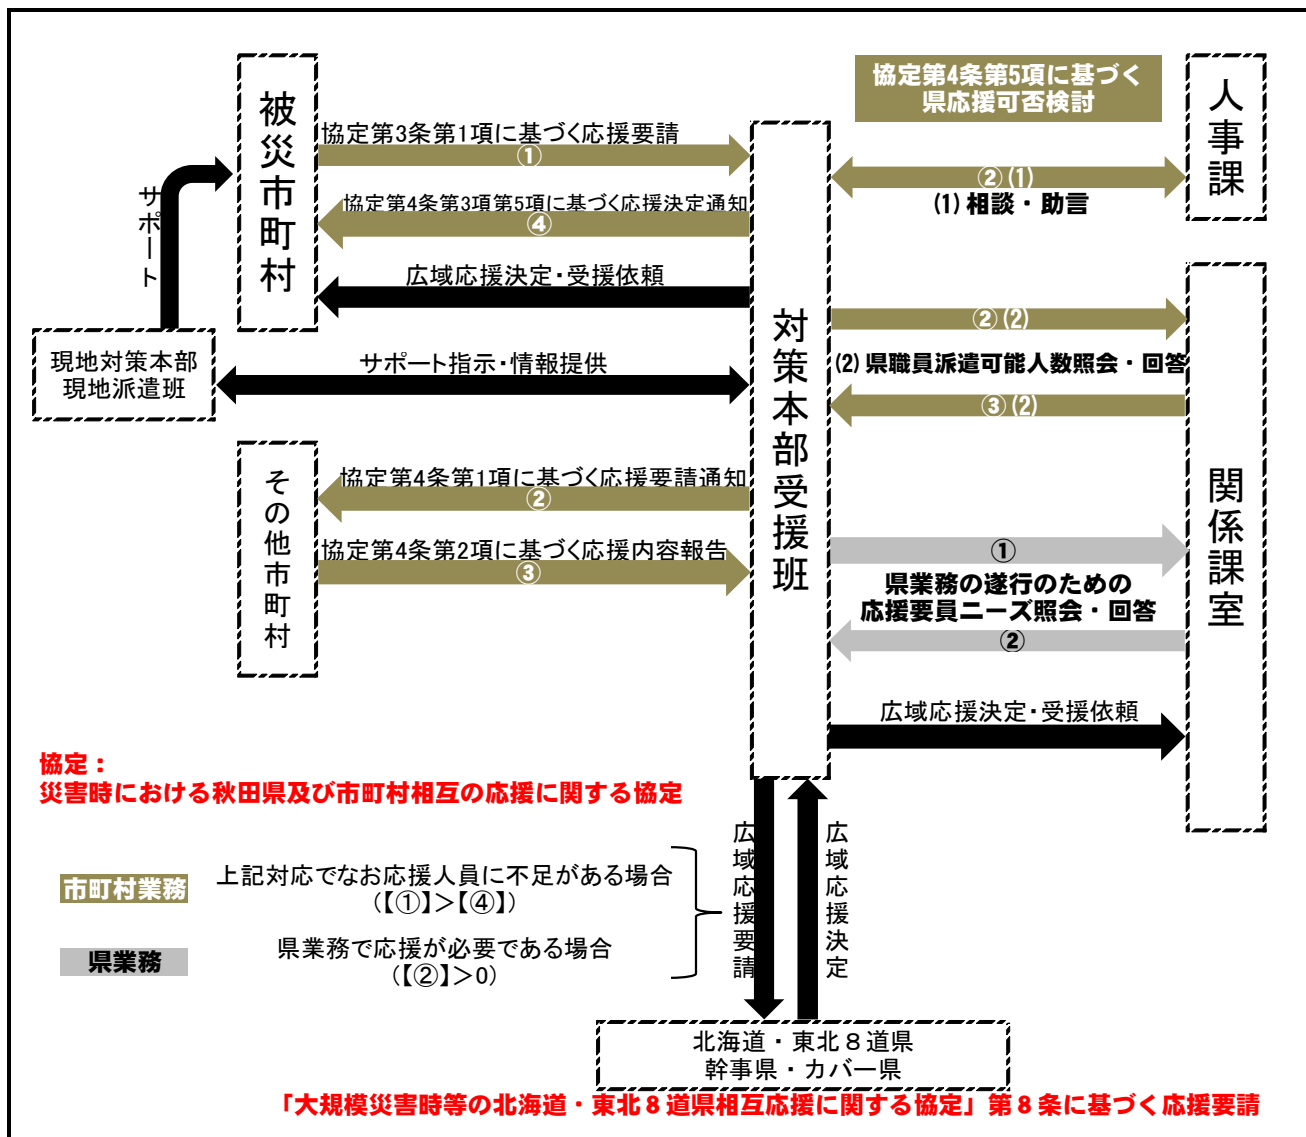 被災市町村
協定第4条第5項に基づく
県応援可否検討
人事課
協定第3条第1項に基づく応援要請
①
②(1)
(1) 相談・助言
サポート
協定第4条第3項第5項に基づく応援決定通知
④
広域応援決定・受援依頼
対策本部受援班
②(2)
(2) 県職員派遣可能人数照会・回答
③(2)
現地対策本部
現地派遣班
サポート指示・情報提供
関係課室
その他市町村
協定第4条第1項に基づく応援要請通知
②
協定第4条第2項に基づく応援内容報告
③
①
県業務の遂行のための
応援要員ニーズ照会・回答
②
広域応援決定・受援依頼
協定：
災害時における秋田県及び市町村相互の応援に関する協定
市町村業務
上記対応でなお応援人員に不足がある場合
（【①】＞【④】）
県業務
県業務で応援が必要である場合
（【②】＞0）
広域応援要請
広域応援決定
北海道・東北８道県
幹事県・カバー県
「大規模災害時等の北海道・東北８道県相互応援に関する協定」第８条に基づく応援要請